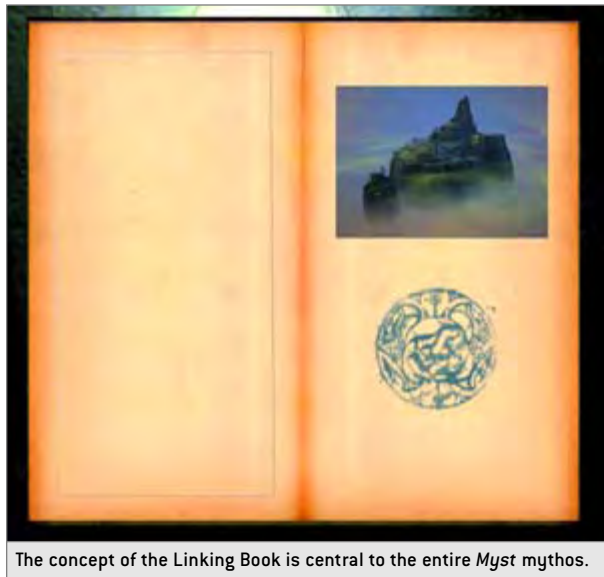 The concept of the Linking Book is central to the entire Myst mythos.